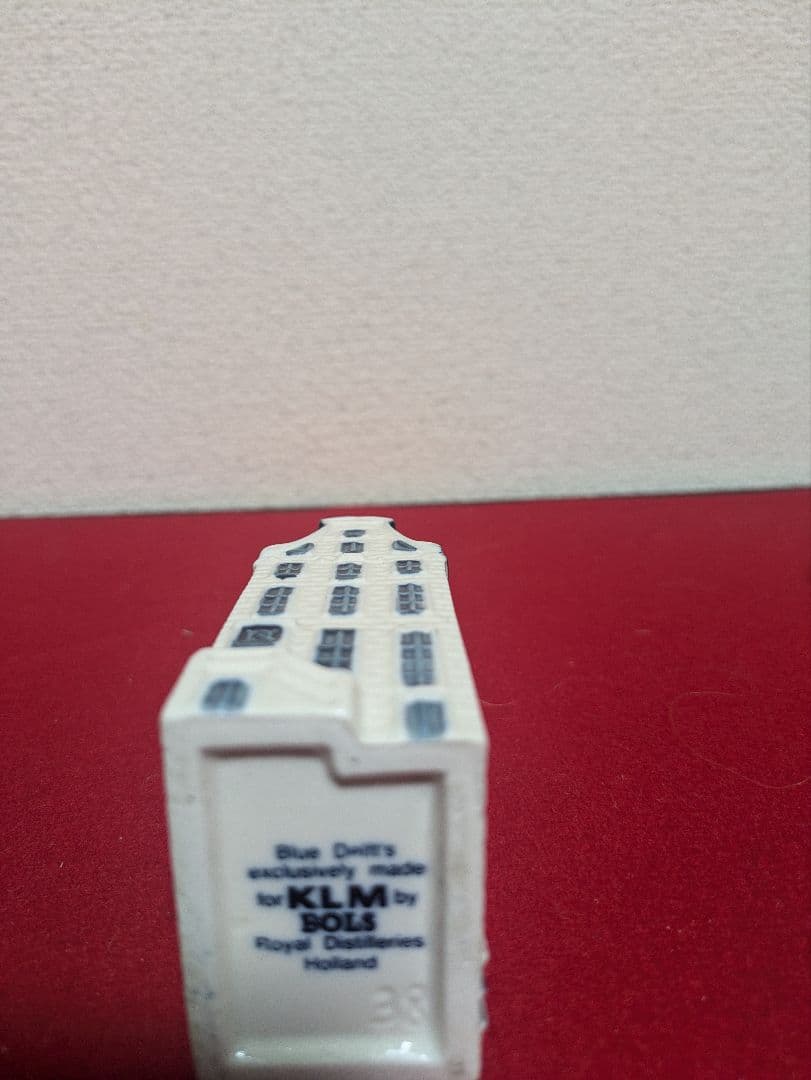 Blue Delft's
exclusively made
for KLM by
BOLS
Royal Distilleries
Holland